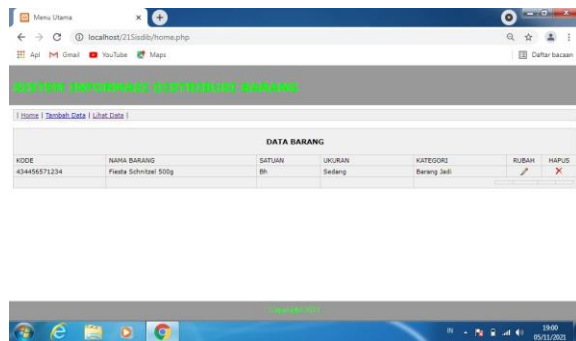 Menu Utama
localhost/215isdib/home.php
Apl Gmail YouTube Maps Daftar bacaan
SISTEM INFORMASI DISTRIBUSI BARANG
| Home | Tambah Data | Lihat Data |
DATA BARANG
KODE NAMA BARANG SATUAN UKURAN KATEGORI RUBAH HAPUS
434456571234 Fiesta Schnitzel 500g Bh Sedang Barang Jadi
IN 19:00
05/11/2021